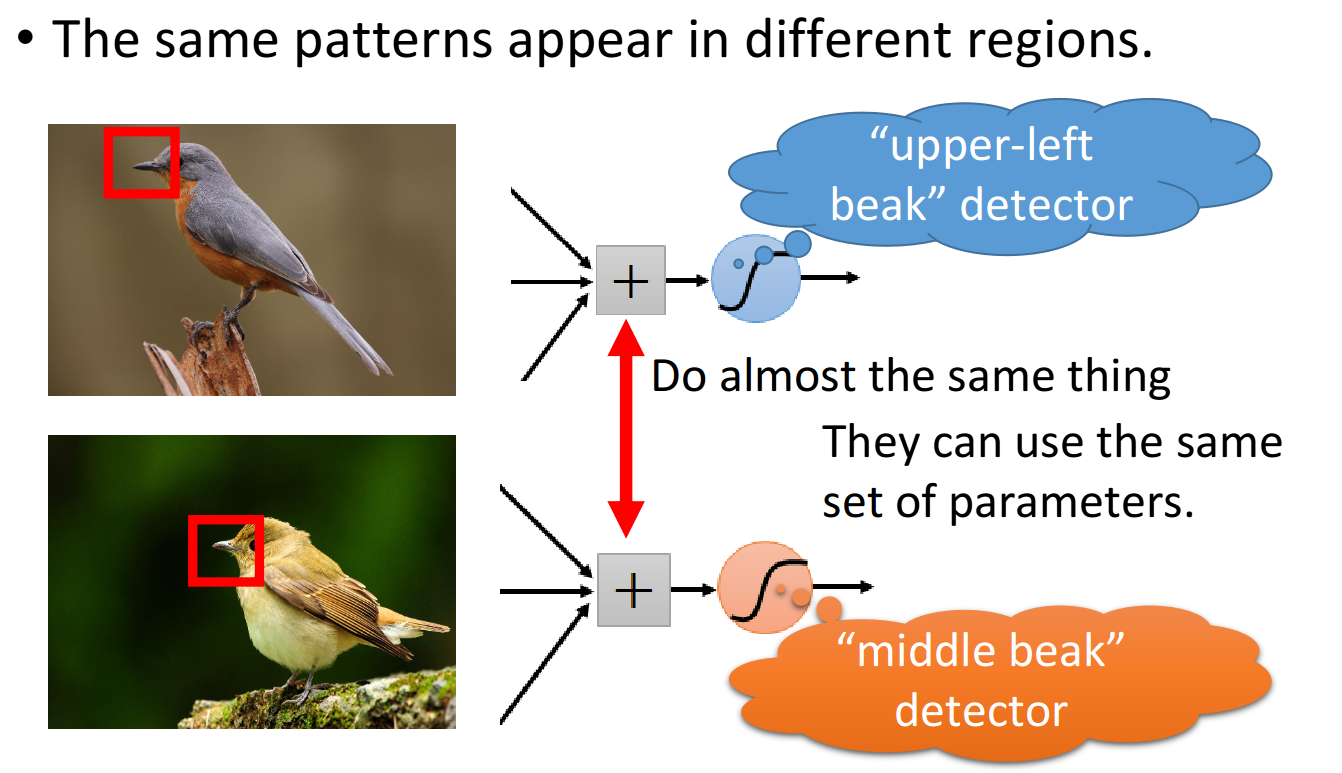 • The same patterns appear in different regions.
“upper-left
beak” detector
+
Do almost the same thing
They can use the same
set of parameters.
+
“middle beak”
detector